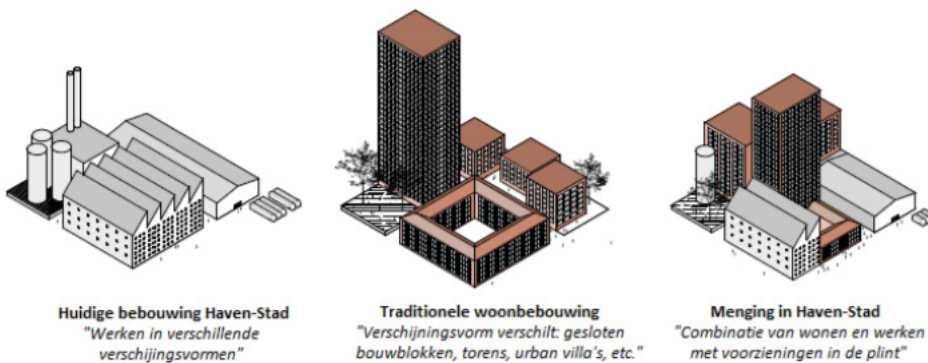 Huidige bebouwing Haven-Stad
"Werken in verschillende
verschijingsvormen"
Traditionele woonbebouwing
"Verschijningsvorm verschilt: gesloten
bouwblokken, torens, urban villa's, etc."
Menging in Haven-Stad
"Combinatie van wonen en werken
met voorzieningen in de plint"